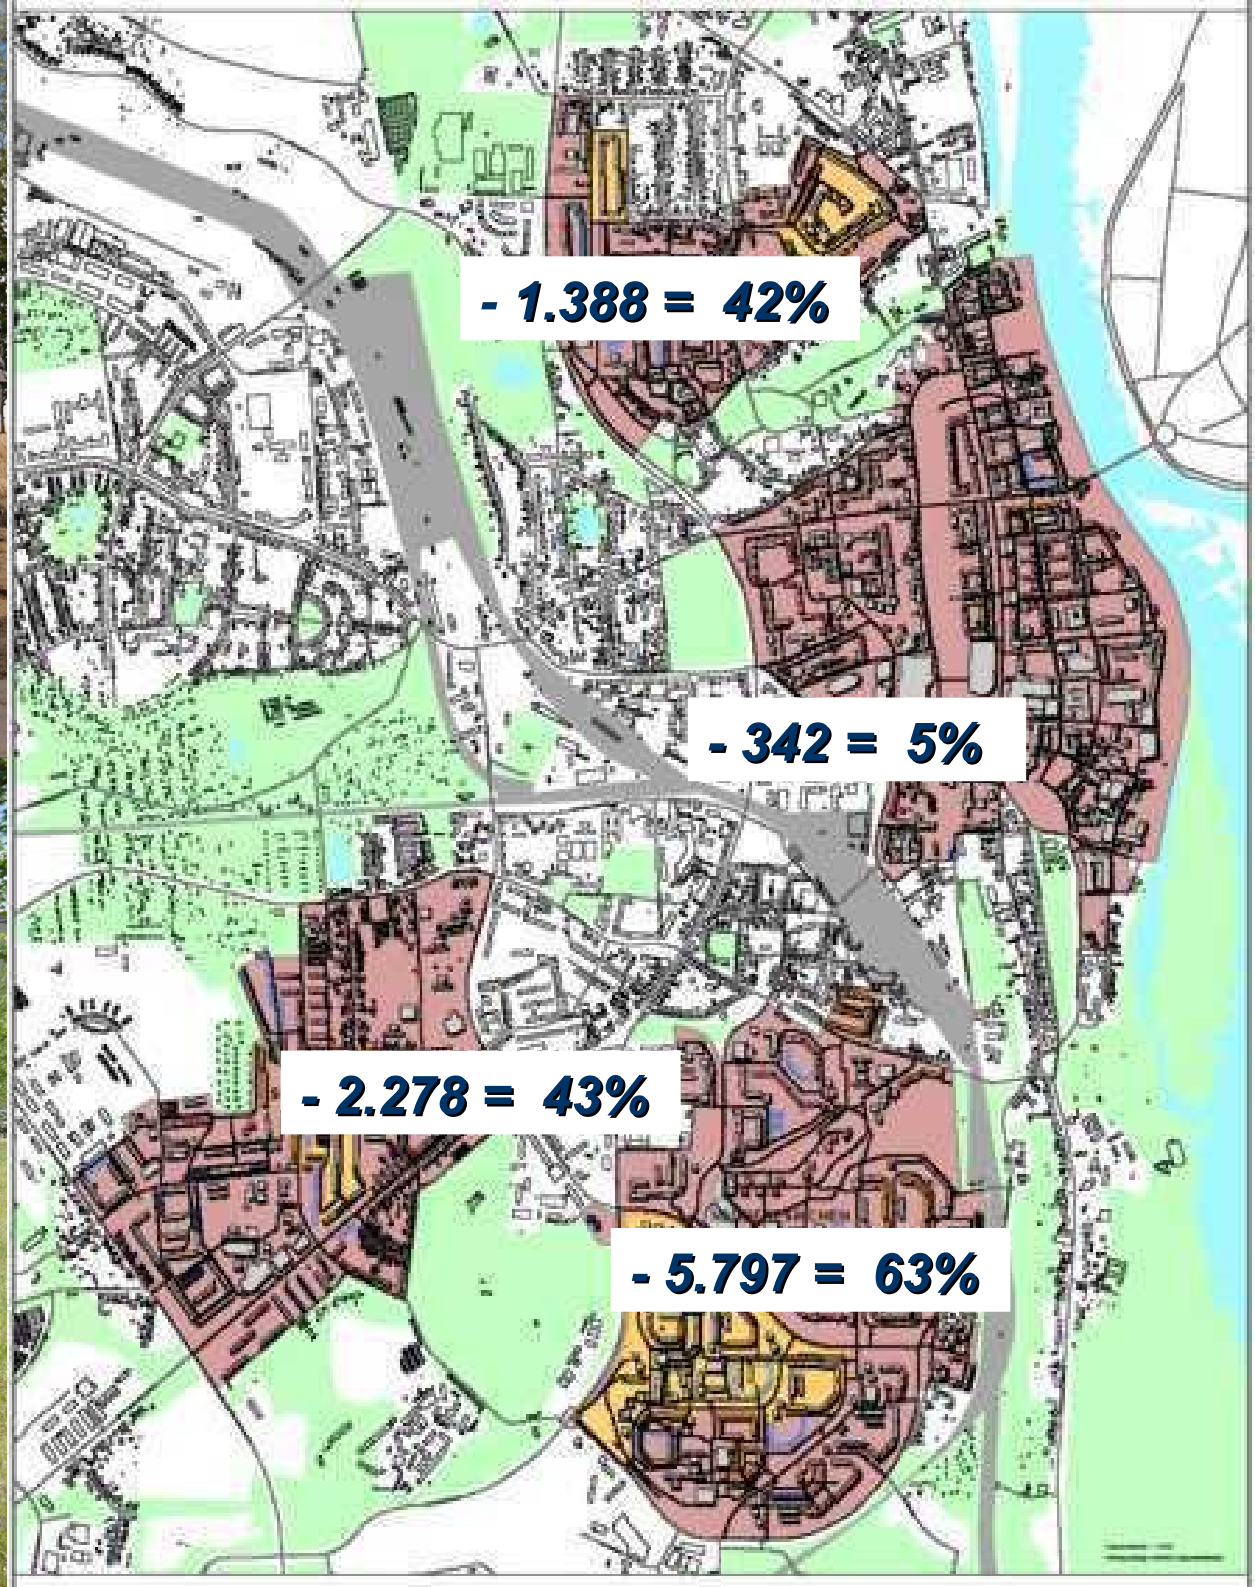 - 1.388 = 42%
- 342 = 5%
- 2.278 = 43%
- 5.797 = 63%